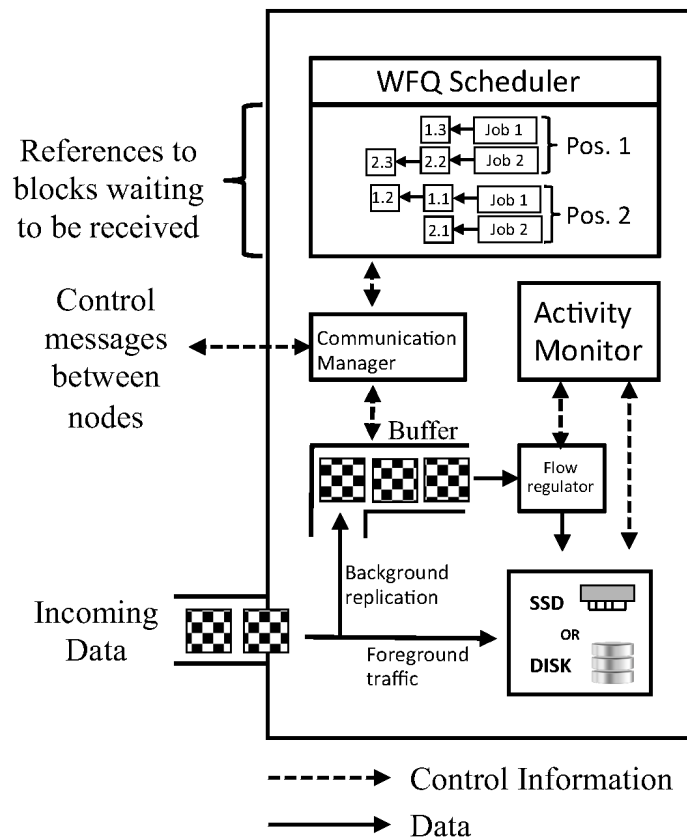 WFQ Scheduler
1.3 Job 1
2.3 2.2 Job 2
Pos. 1
1.2 1.1 Job 1
2.1 Job 2
Pos. 2
References to
blocks waiting
to be received
Control
messages
between
nodes
Communication
Manager
Activity
Monitor
Buffer
Flow
regulator
Background
replication
Incoming
Data
Foreground
traffic
SSD
OR
DISK
Control Information
Data